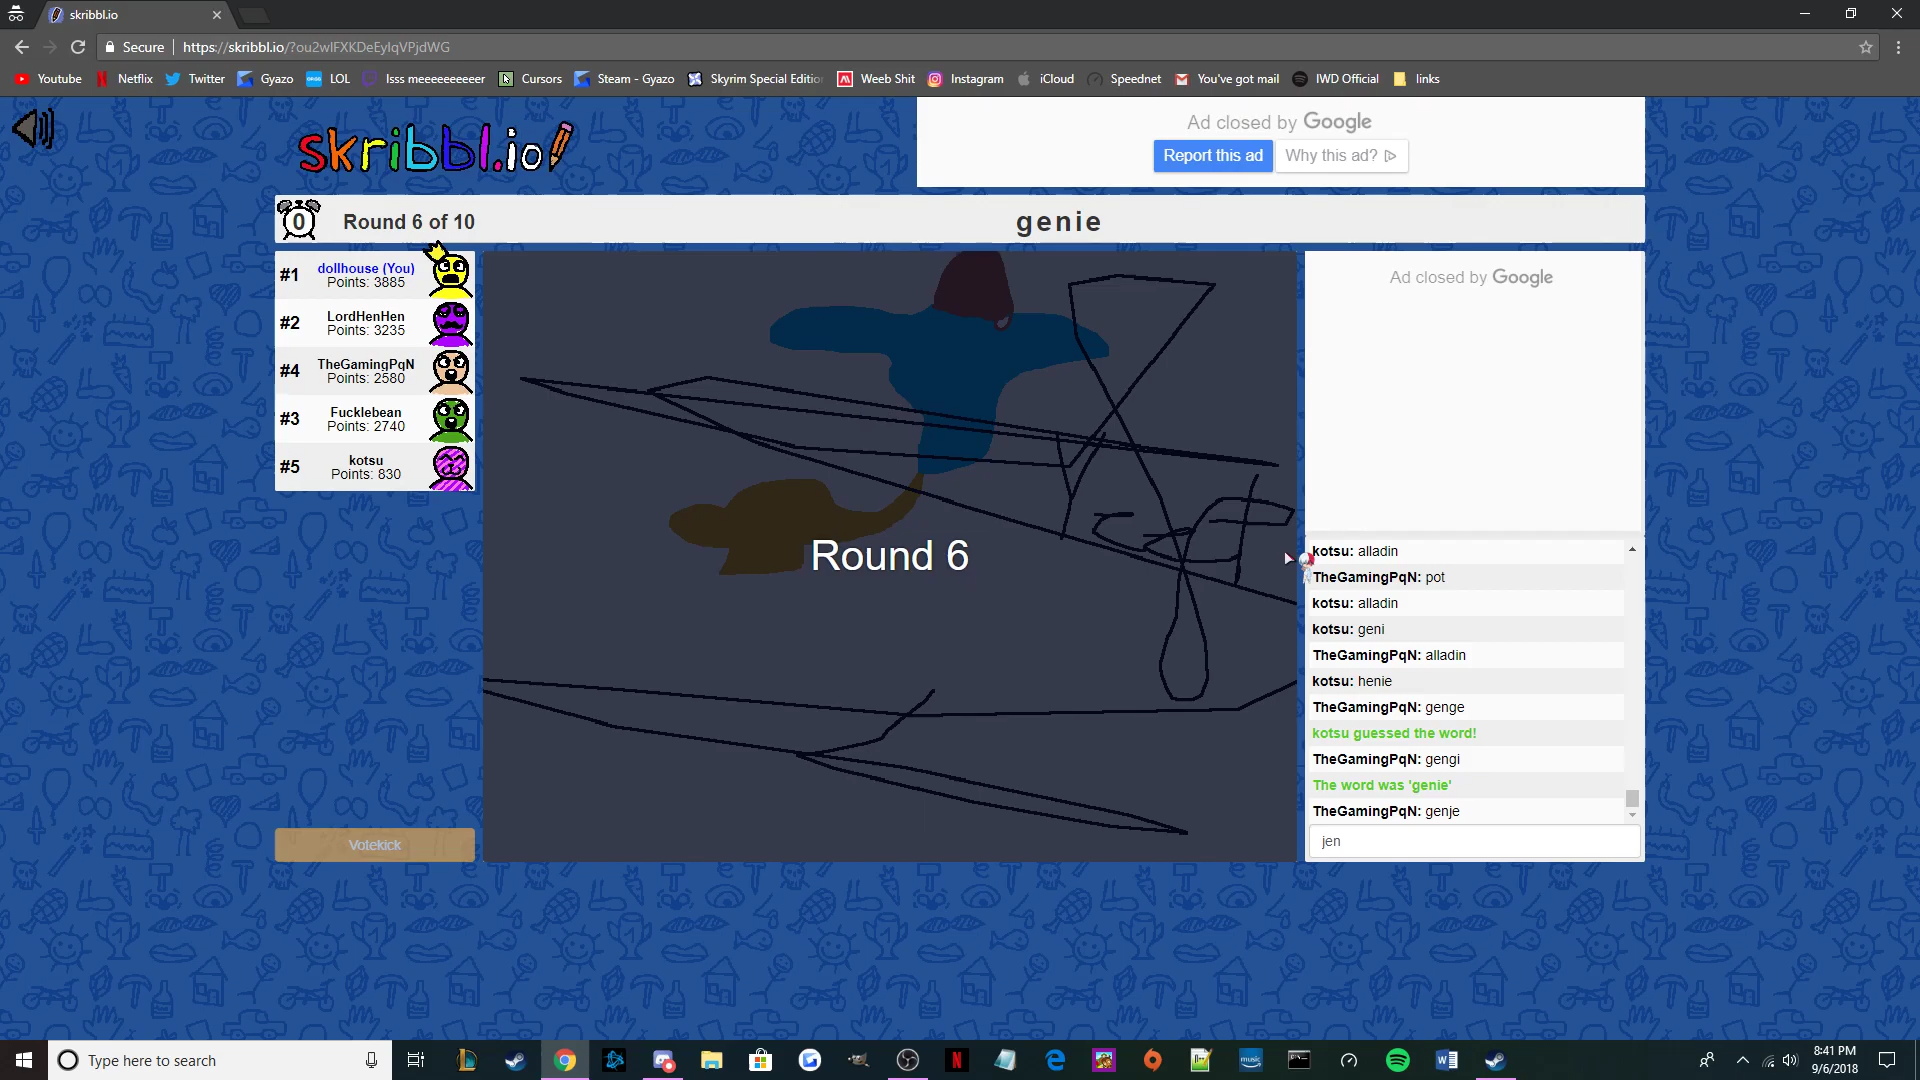 skribbl.io
Secure
https://skribbl.io/?ou2wlFXKDeEylqVPjdWG
Youtube
Netflix
Twitter
Gyazo
LOL
Isss meeeeeeeeeer
Cursors
Steam - Gyazo
Skyrim Special Editio
Weeb Shit
Instagram
iCloud
Speednet
You've got mail
IWD Official
links
skribbl.io
Ad closed by Google
Report this ad
Why this ad?
0
Round 6 of 10
genie
#1
dollhouse (You)
Points: 3885
#2
LordHenHen
Points: 3235
#4
TheGamingPqN
Points: 2580
#3
Fucklebean
Points: 2740
#5
kotsu
Points: 830
Votekick
Round 6
Ad closed by Google
kotsu: alladin
TheGamingPqN: pot
kotsu: alladin
kotsu: geni
TheGamingPqN: alladin
kotsu: henie
TheGamingPqN: genge
kotsu guessed the word!
TheGamingPqN: gengi
The word was 'genie'
TheGamingPqN: genje
jen
Type here to search
8:41 PM
9/6/2018